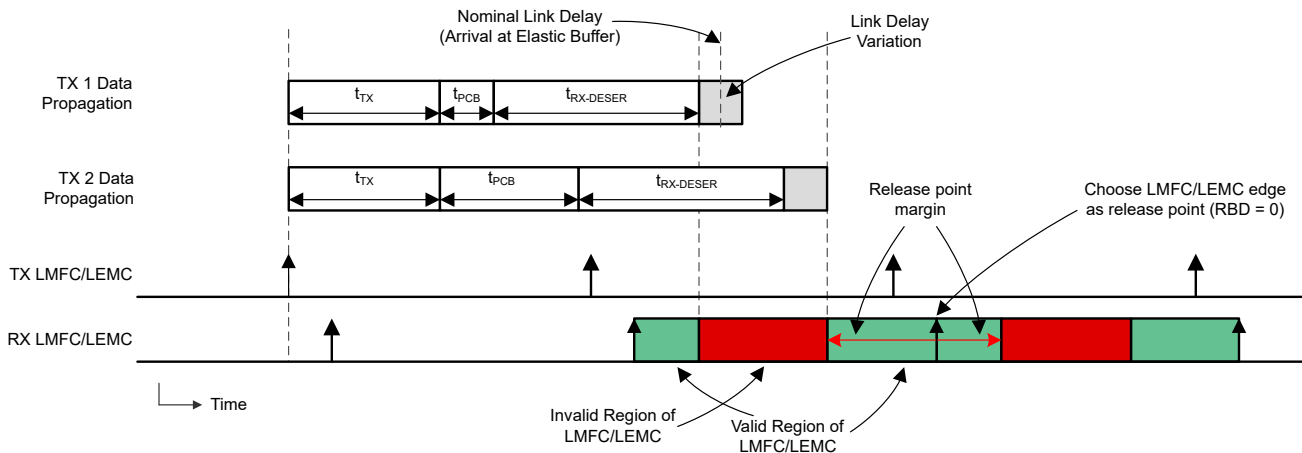 Nominal Link Delay
(Arrival at Elastic Buffer)
Link Delay
Variation
TX 1 Data
Propagation
tTX
tPCB
tRX-DESER
TX 2 Data
Propagation
tTX
tPCB
tRX-DESER
Release point
margin
Choose LMFC/LEMC edge
as release point (RBD = 0)
TX LMFC/LEMC
RX LMFC/LEMC
Time
Invalid Region of
LMFC/LEMC
Valid Region of
LMFC/LEMC